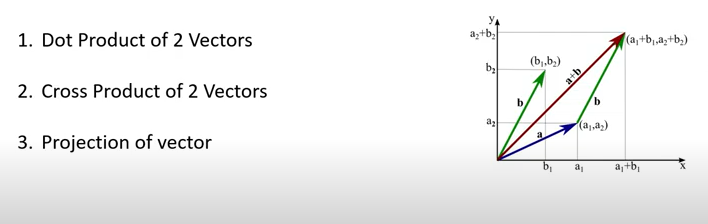 1. Dot Product of 2 Vectors
2. Cross Product of 2 Vectors
3. Projection of vector
y
a₂+b₂
(a₁+b₁,a₂+b₂)
b₂
(b₁,b₂)
a+b
b
b
a₂
(a₁,a₂)
a
b₁
a₁
a₁+b₁
x